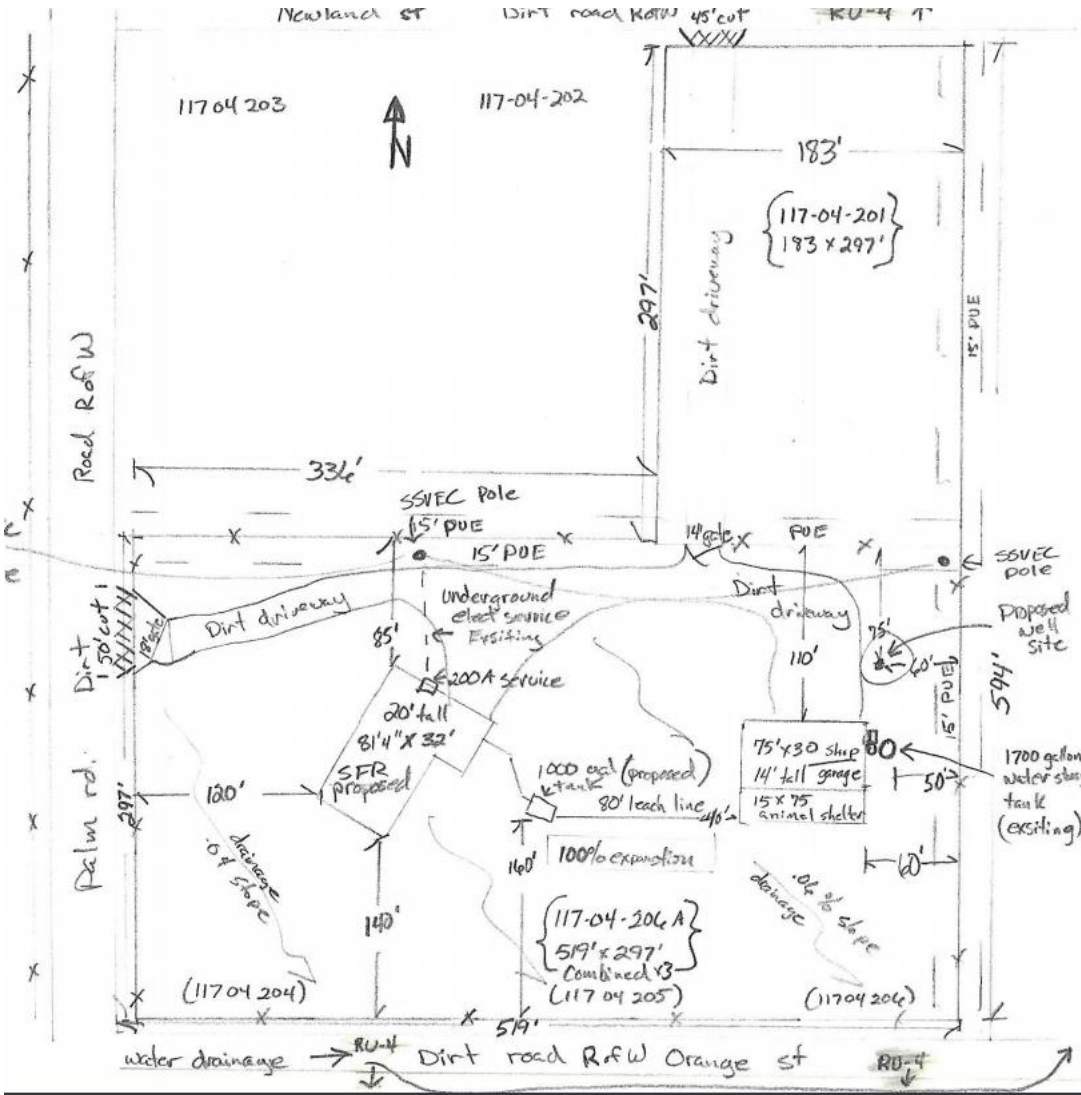 Newland st Dirt road RofW 45' cut RU-4
117 04 203
117-04-202
N
183'
{117-04-201}
{183 x 297'}
Dirt driveway
297'
15' PUE
Road RofW
336'
SSVEC Pole
15' PUE
15' PUE
14' gate
PUE
SSVEC
pole
Dirt driveway
Dirt
driveway
underground
elect service
Exsiting
50' cut
18' gate
85'
200A service
110'
75'
60'
Proposed
well
site
15' PUE
594'
20' tall
81'4" x 32'
SFR
proposed
1000 gal (proposed)
tank
80' leach line
40'
75' x 30 shop
14' tall garage
15 x 75
animal shelter
50'
1700 gallon
water
tank
(exsiting)
120'
Palm rd. Dirt
297'
drainage
.04 slope
140'
160'
100% expanstion
60'
.06 % slope
drainage
{117-04-206 A}
519' x 297'
Combined x3
(117 04 204)
(117 04 205)
(117 04 206)
519'
water drainage → RU-4 Dirt road RofW Orange st RU-4